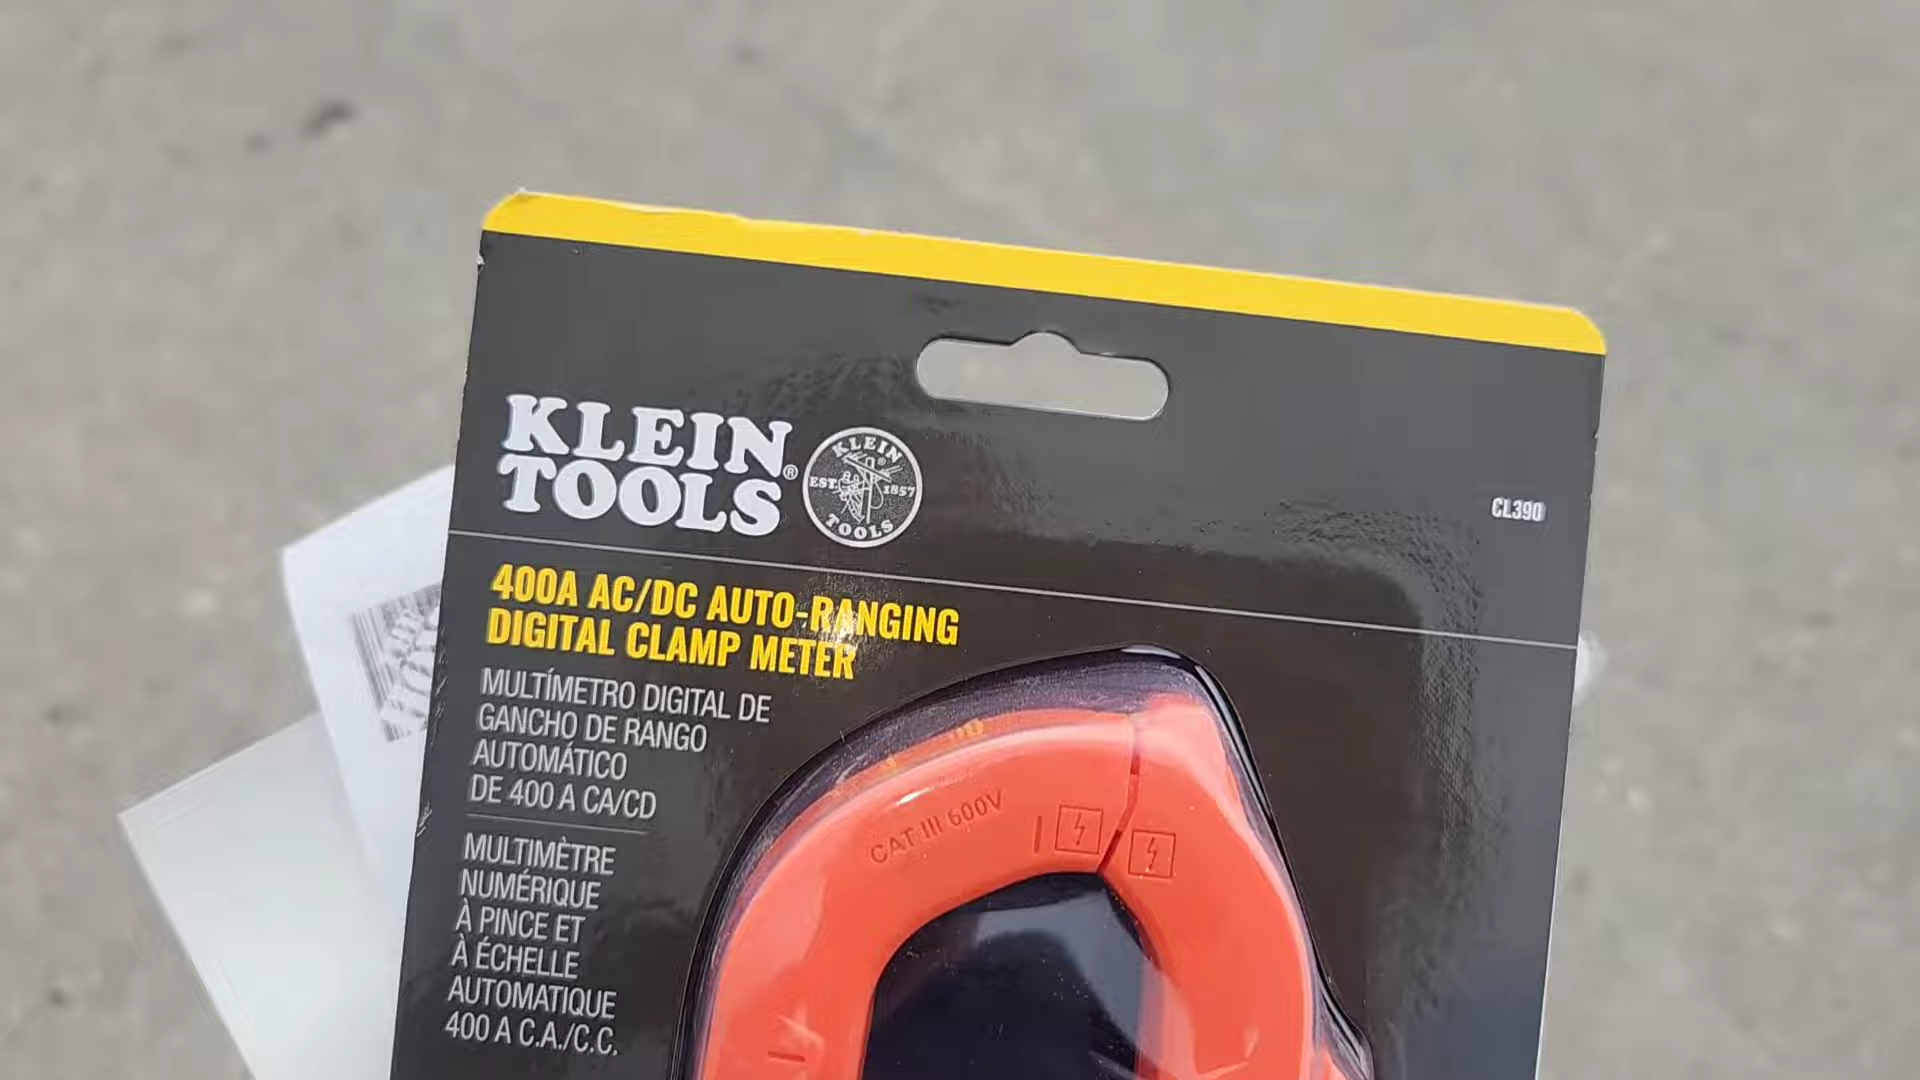 KLEIN
TOOLS®
KLEIN
®
EST. 1857
TOOLS
CL390
400A AC/DC AUTO-RANGING
DIGITAL CLAMP METER
MULTÍMETRO DIGITAL DE
GANCHO DE RANGO
AUTOMÁTICO
DE 400 A CA/CD
MULTIMÈTRE
NUMÉRIQUE
À PINCE ET
À ÉCHELLE
AUTOMATIQUE
400 A C.A./C.C.
CAT III 600V